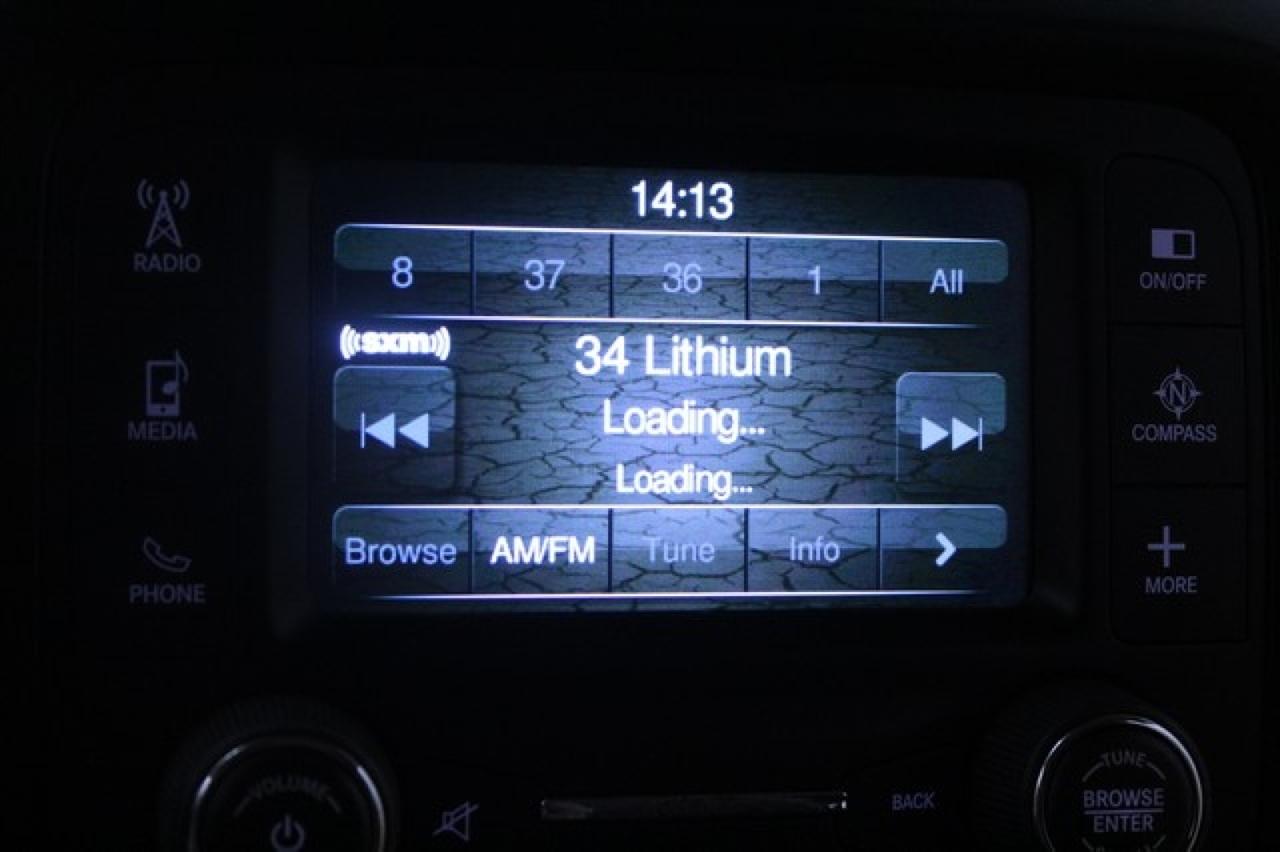 14:13
8 37 36 1 All
sxm
34 Lithium
Loading...
Loading...
Browse AM/FM Tune Info
RADIO
MEDIA
PHONE
ON/OFF
N
COMPASS
MORE
VOLUME
BACK
TUNE
BROWSE
ENTER